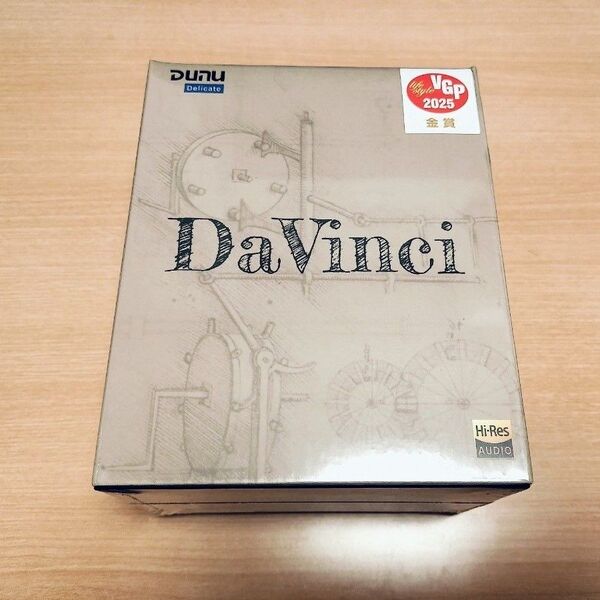 DUNU
Delicate
life style
VGP
2025
金賞
DaVinci
Hi-Res
AUDIO